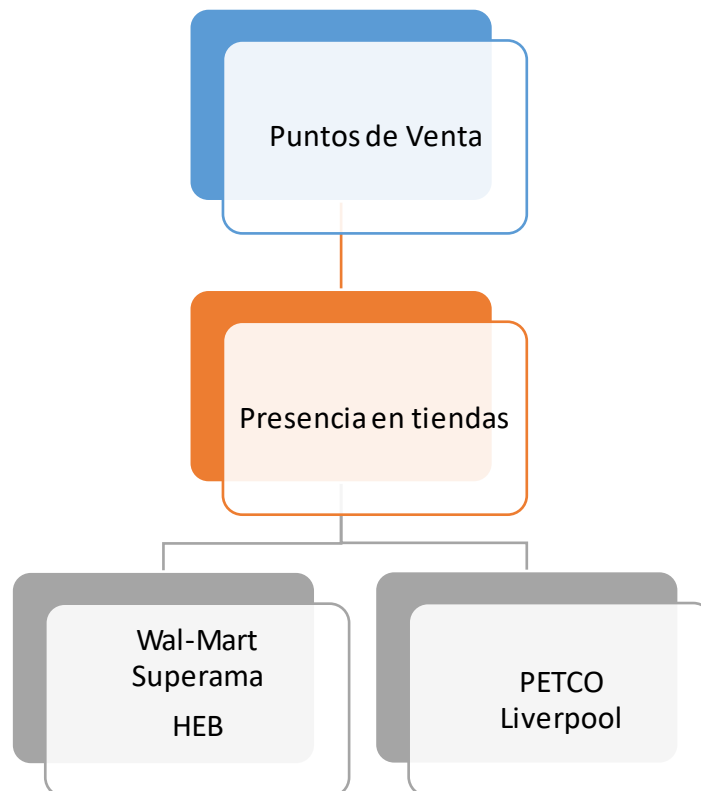 Puntos de Venta
Presencia en tiendas
Wal-Mart
Superama
HEB
PETCO
Liverpool